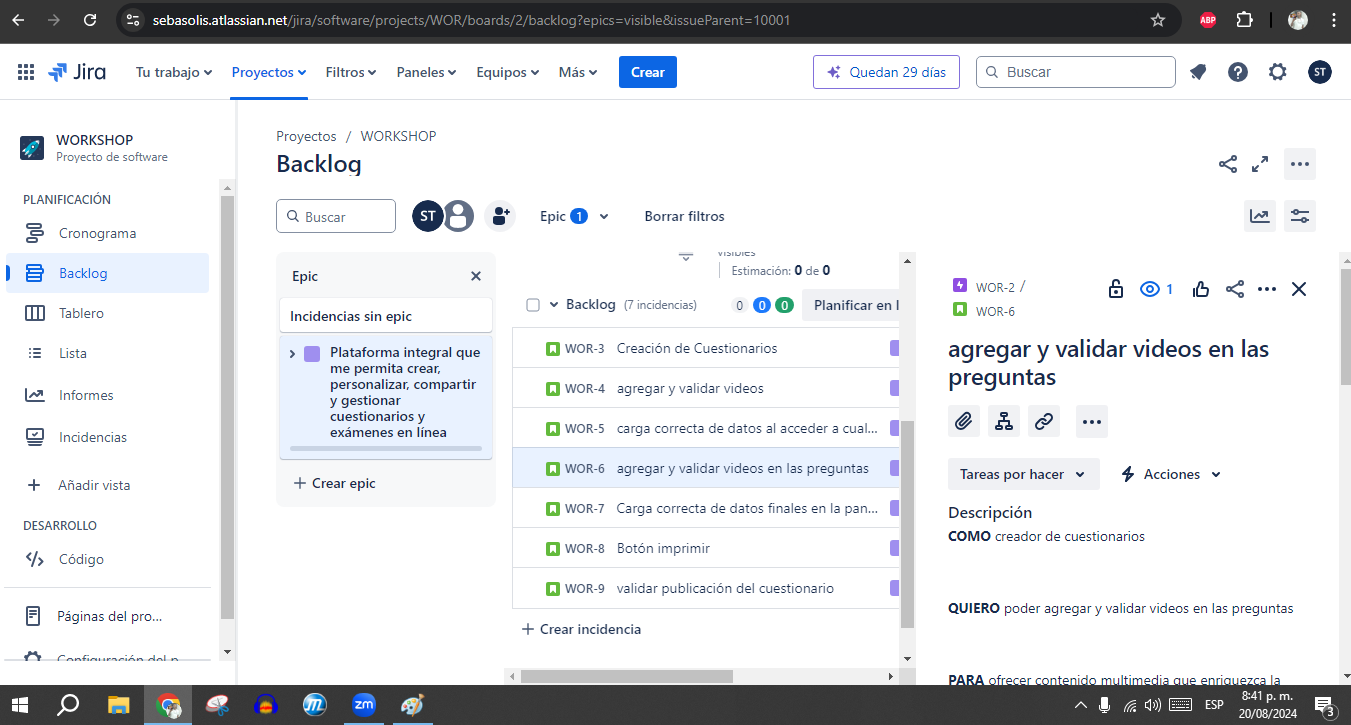 sebasolis.atlassian.net/jira/software/projects/WOR/boards/2/backlog?epics=visible&issueParent=10001
ABP
Jira
Tu trabajo
Proyectos
Filtros
Paneles
Equipos
Más
Crear
Quedan 29 días
Buscar
ST
WORKSHOP
Proyecto de software
PLANIFICACIÓN
Cronograma
Backlog
Tablero
Lista
Informes
Incidencias
Añadir vista
DESARROLLO
Código
Páginas del pro...
Configuración del p
Proyectos / WORKSHOP
Backlog
Buscar
ST
Epic 1
Borrar filtros
Epic
Incidencias sin epic
Plataforma integral que
me permita crear,
personalizar, compartir
y gestionar
cuestionarios y
exámenes en línea
+ Crear epic
visibles
Estimación: 0 de 0
Backlog (7 incidencias) 0 0 0 Planificar en l
WOR-3 Creación de Cuestionarios
WOR-4 agregar y validar videos
WOR-5 carga correcta de datos al acceder a cual...
WOR-6 agregar y validar videos en las preguntas
WOR-7 Carga correcta de datos finales en la pan...
WOR-8 Botón imprimir
WOR-9 validar publicación del cuestionario
+ Crear incidencia
WOR-2 /
WOR-6
1
agregar y validar videos en las
preguntas
Tareas por hacer
Acciones
Descripción
COMO creador de cuestionarios
QUIERO poder agregar y validar videos en las preguntas
PARA ofrecer contenido multimedia que enriquezca la
zm
ESP
8:41 p. m.
20/08/2024
3